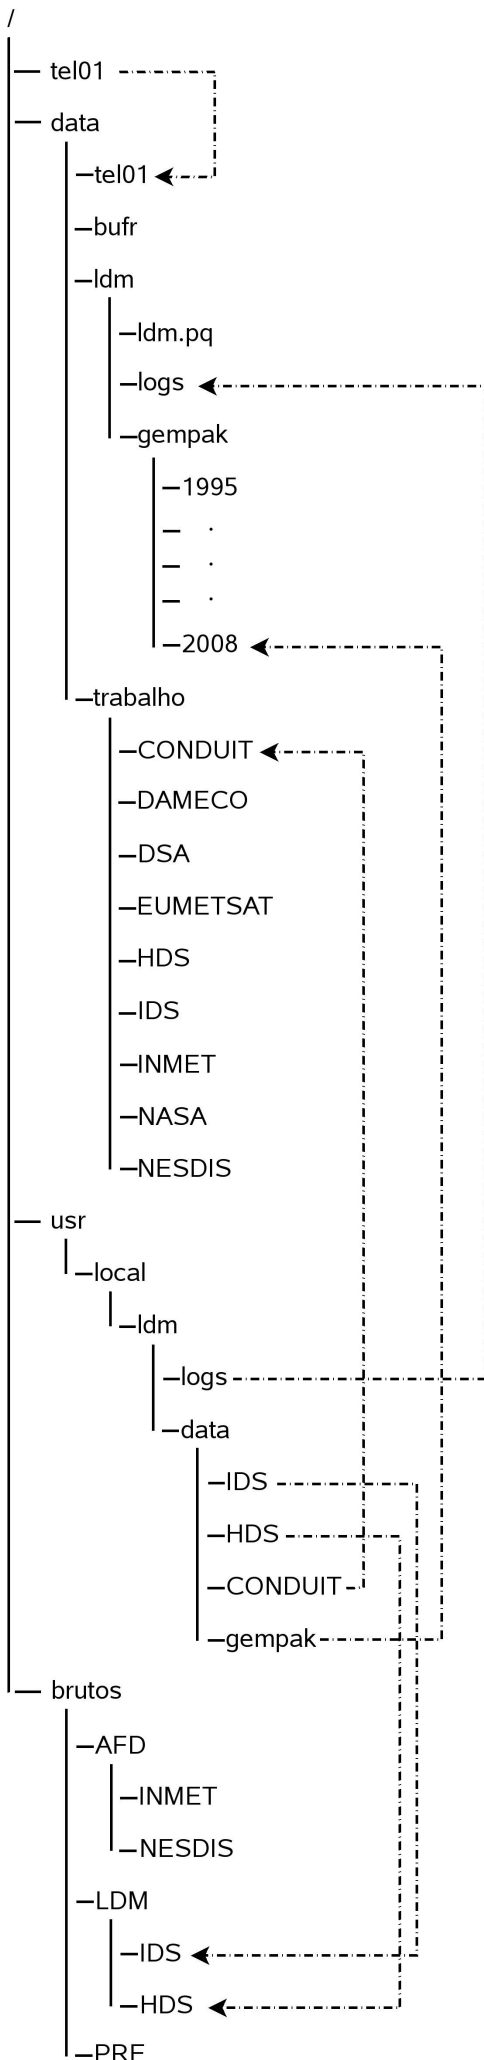 /
tel01
data
tel01
bufr
ldm
ldm.pq
logs
gempak
1995
.
.
.
2008
trabalho
CONDUIT
DAMECO
DSA
EUMETSAT
HDS
IDS
INMET
NASA
NESDIS
usr
local
ldm
logs
data
IDS
HDS
CONDUIT
gempak
brutos
AFD
INMET
NESDIS
LDM
IDS
HDS